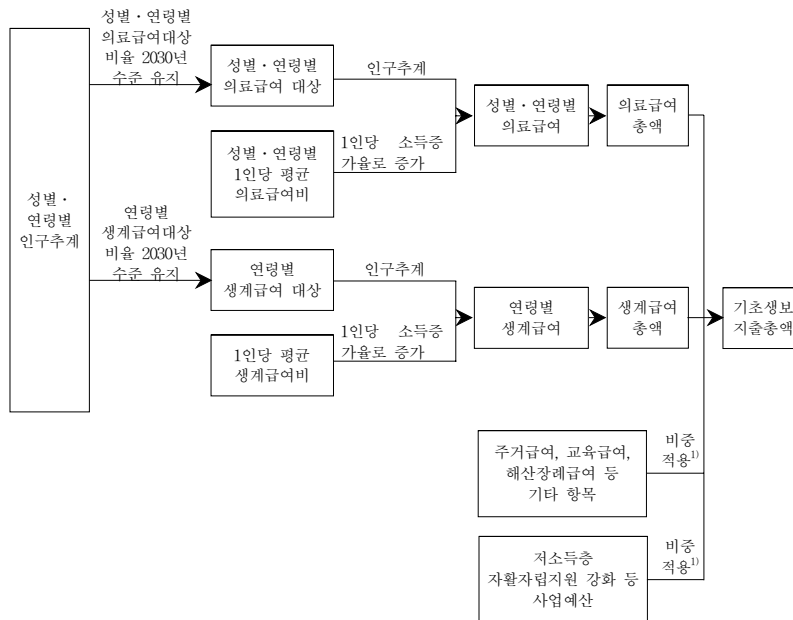 성별·
연령별
인구추계
성별·연령별
의료급여대상
비율 2030년
수준 유지
성별·연령별
의료급여 대상
인구추계
성별·연령별
1인당 평균
의료급여비
1인당 소득증
가율로 증가
성별·연령별
의료급여
의료급여
총액
연령별
생계급여대상
비율 2030년
수준 유지
연령별
생계급여 대상
인구추계
1인당 평균
생계급여비
1인당 소득증
가율로 증가
연령별
생계급여
생계급여
총액
기초생보
지출총액
주거급여, 교육급여,
해산장례급여 등
기타 항목
비중
적용1)
저소득층
자활자립지원 강화 등
사업예산
비중
적용1)